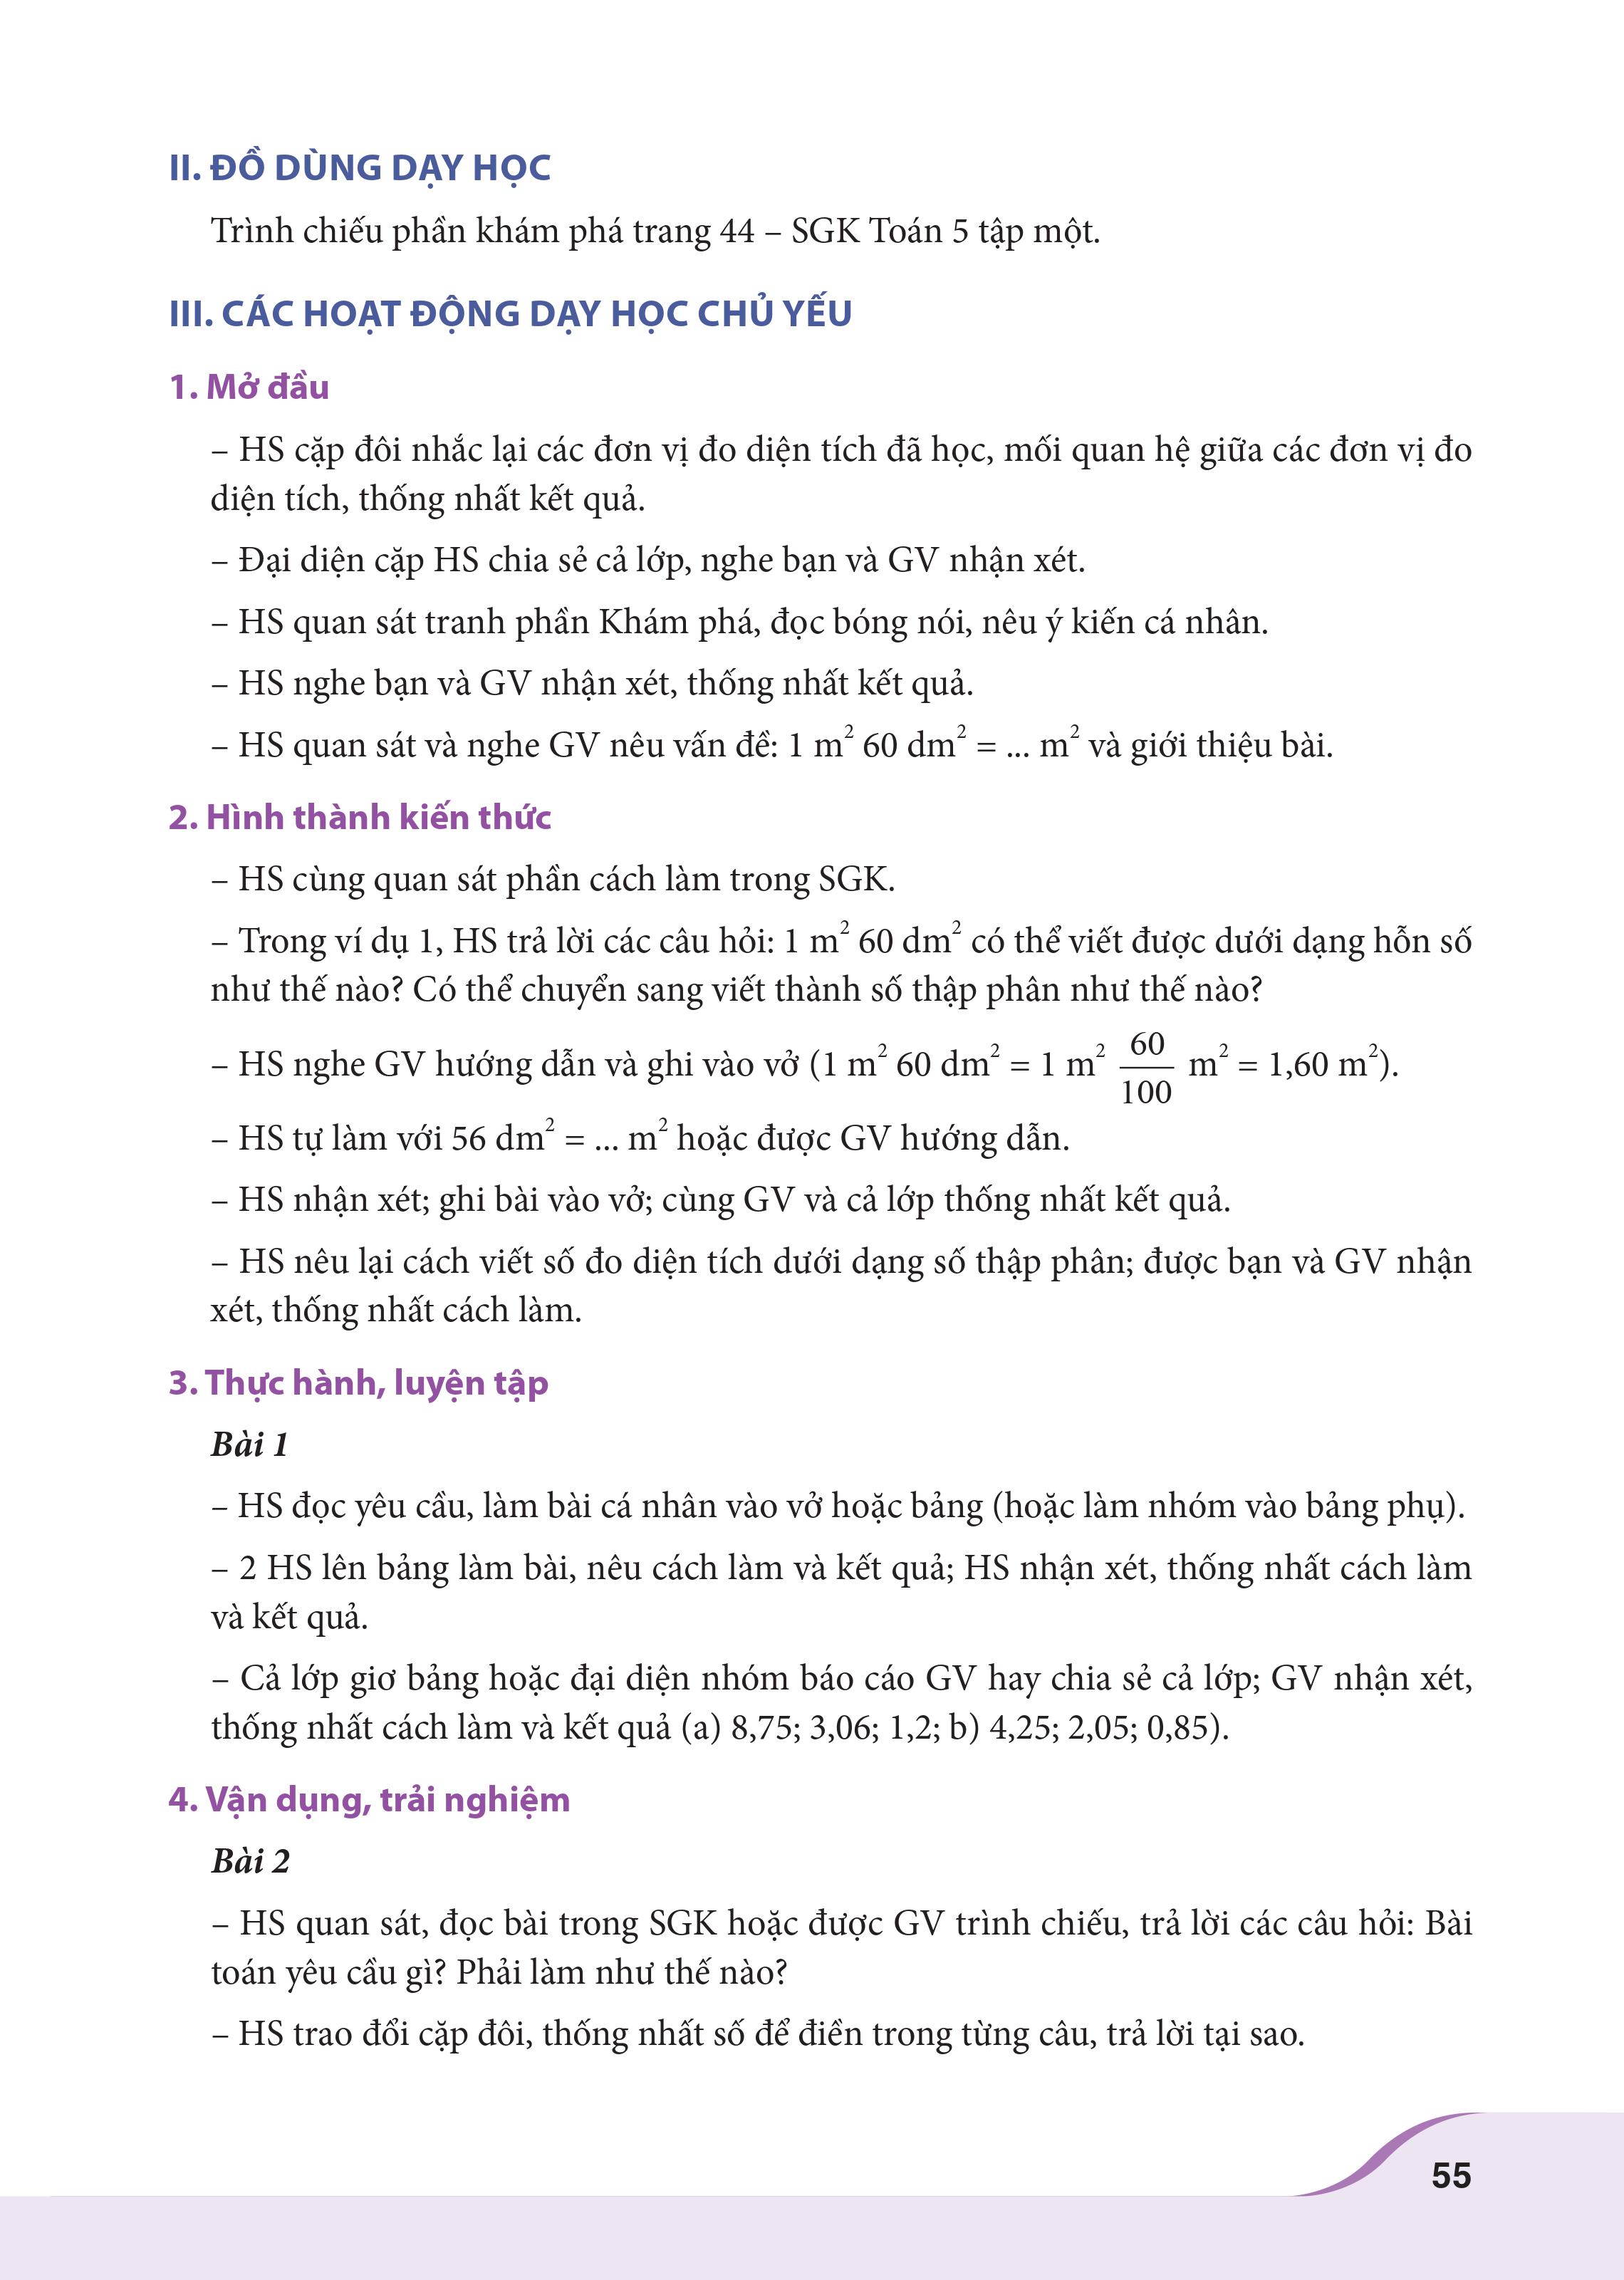 II. ĐỒ DÙNG DẠY HỌC
Trình chiếu phần khám phá trang 44 – SGK Toán 5 tập một.
III. CÁC HOẠT ĐỘNG DẠY HỌC CHỦ YẾU
1. Mở đầu
– HS cặp đôi nhắc lại các đơn vị đo diện tích đã học, mối quan hệ giữa các đơn vị đo
diện tích, thống nhất kết quả.
– Đại diện cặp HS chia sẻ cả lớp, nghe bạn và GV nhận xét.
– HS quan sát tranh phần Khám phá, đọc bóng nói, nêu ý kiến cá nhân.
– HS nghe bạn và GV nhận xét, thống nhất kết quả.
– HS quan sát và nghe GV nêu vấn đề: 1 m² 60 dm² = ... m² và giới thiệu bài.
2. Hình thành kiến thức
– HS cùng quan sát phần cách làm trong SGK.
– Trong ví dụ 1, HS trả lời các câu hỏi: 1 m² 60 dm² có thể viết được dưới dạng hỗn số
như thế nào? Có thể chuyển sang viết thành số thập phân như thế nào?
– HS nghe GV hướng dẫn và ghi vào vở (1 m² 60 dm² = 1 m² 60/100 m² = 1,60 m²).
– HS tự làm với 56 dm² = ... m² hoặc được GV hướng dẫn.
– HS nhận xét; ghi bài vào vở; cùng GV và cả lớp thống nhất kết quả.
– HS nêu lại cách viết số đo diện tích dưới dạng số thập phân; được bạn và GV nhận
xét, thống nhất cách làm.
3. Thực hành, luyện tập
Bài 1
– HS đọc yêu cầu, làm bài cá nhân vào vở hoặc bảng (hoặc làm nhóm vào bảng phụ).
– 2 HS lên bảng làm bài, nêu cách làm và kết quả; HS nhận xét, thống nhất cách làm
và kết quả.
– Cả lớp giơ bảng hoặc đại diện nhóm báo cáo GV hay chia sẻ cả lớp; GV nhận xét,
thống nhất cách làm và kết quả (a) 8,75; 3,06; 1,2; b) 4,25; 2,05; 0,85).
4. Vận dụng, trải nghiệm
Bài 2
– HS quan sát, đọc bài trong SGK hoặc được GV trình chiếu, trả lời các câu hỏi: Bài
toán yêu cầu gì? Phải làm như thế nào?
– HS trao đổi cặp đôi, thống nhất số để điền trong từng câu, trả lời tại sao.
55